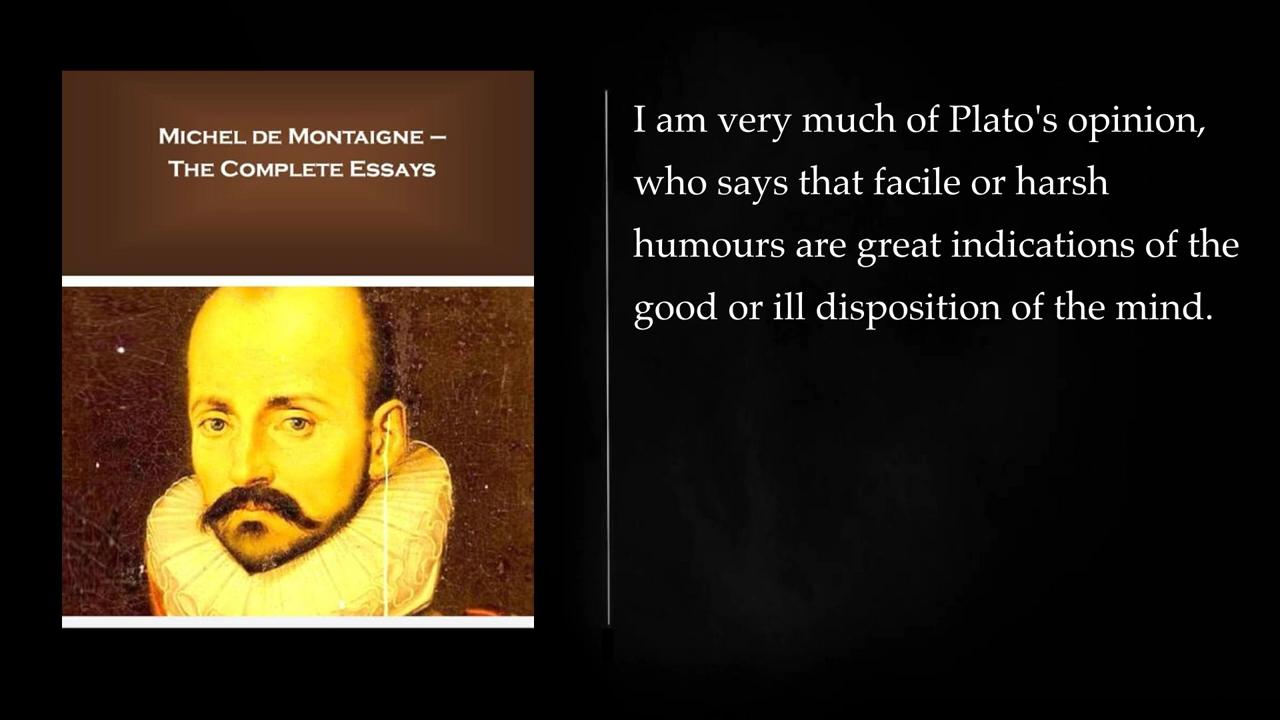 MICHEL DE MONTAIGNE –
THE COMPLETE ESSAYS
I am very much of Plato's opinion,
who says that facile or harsh
humours are great indications of the
good or ill disposition of the mind.